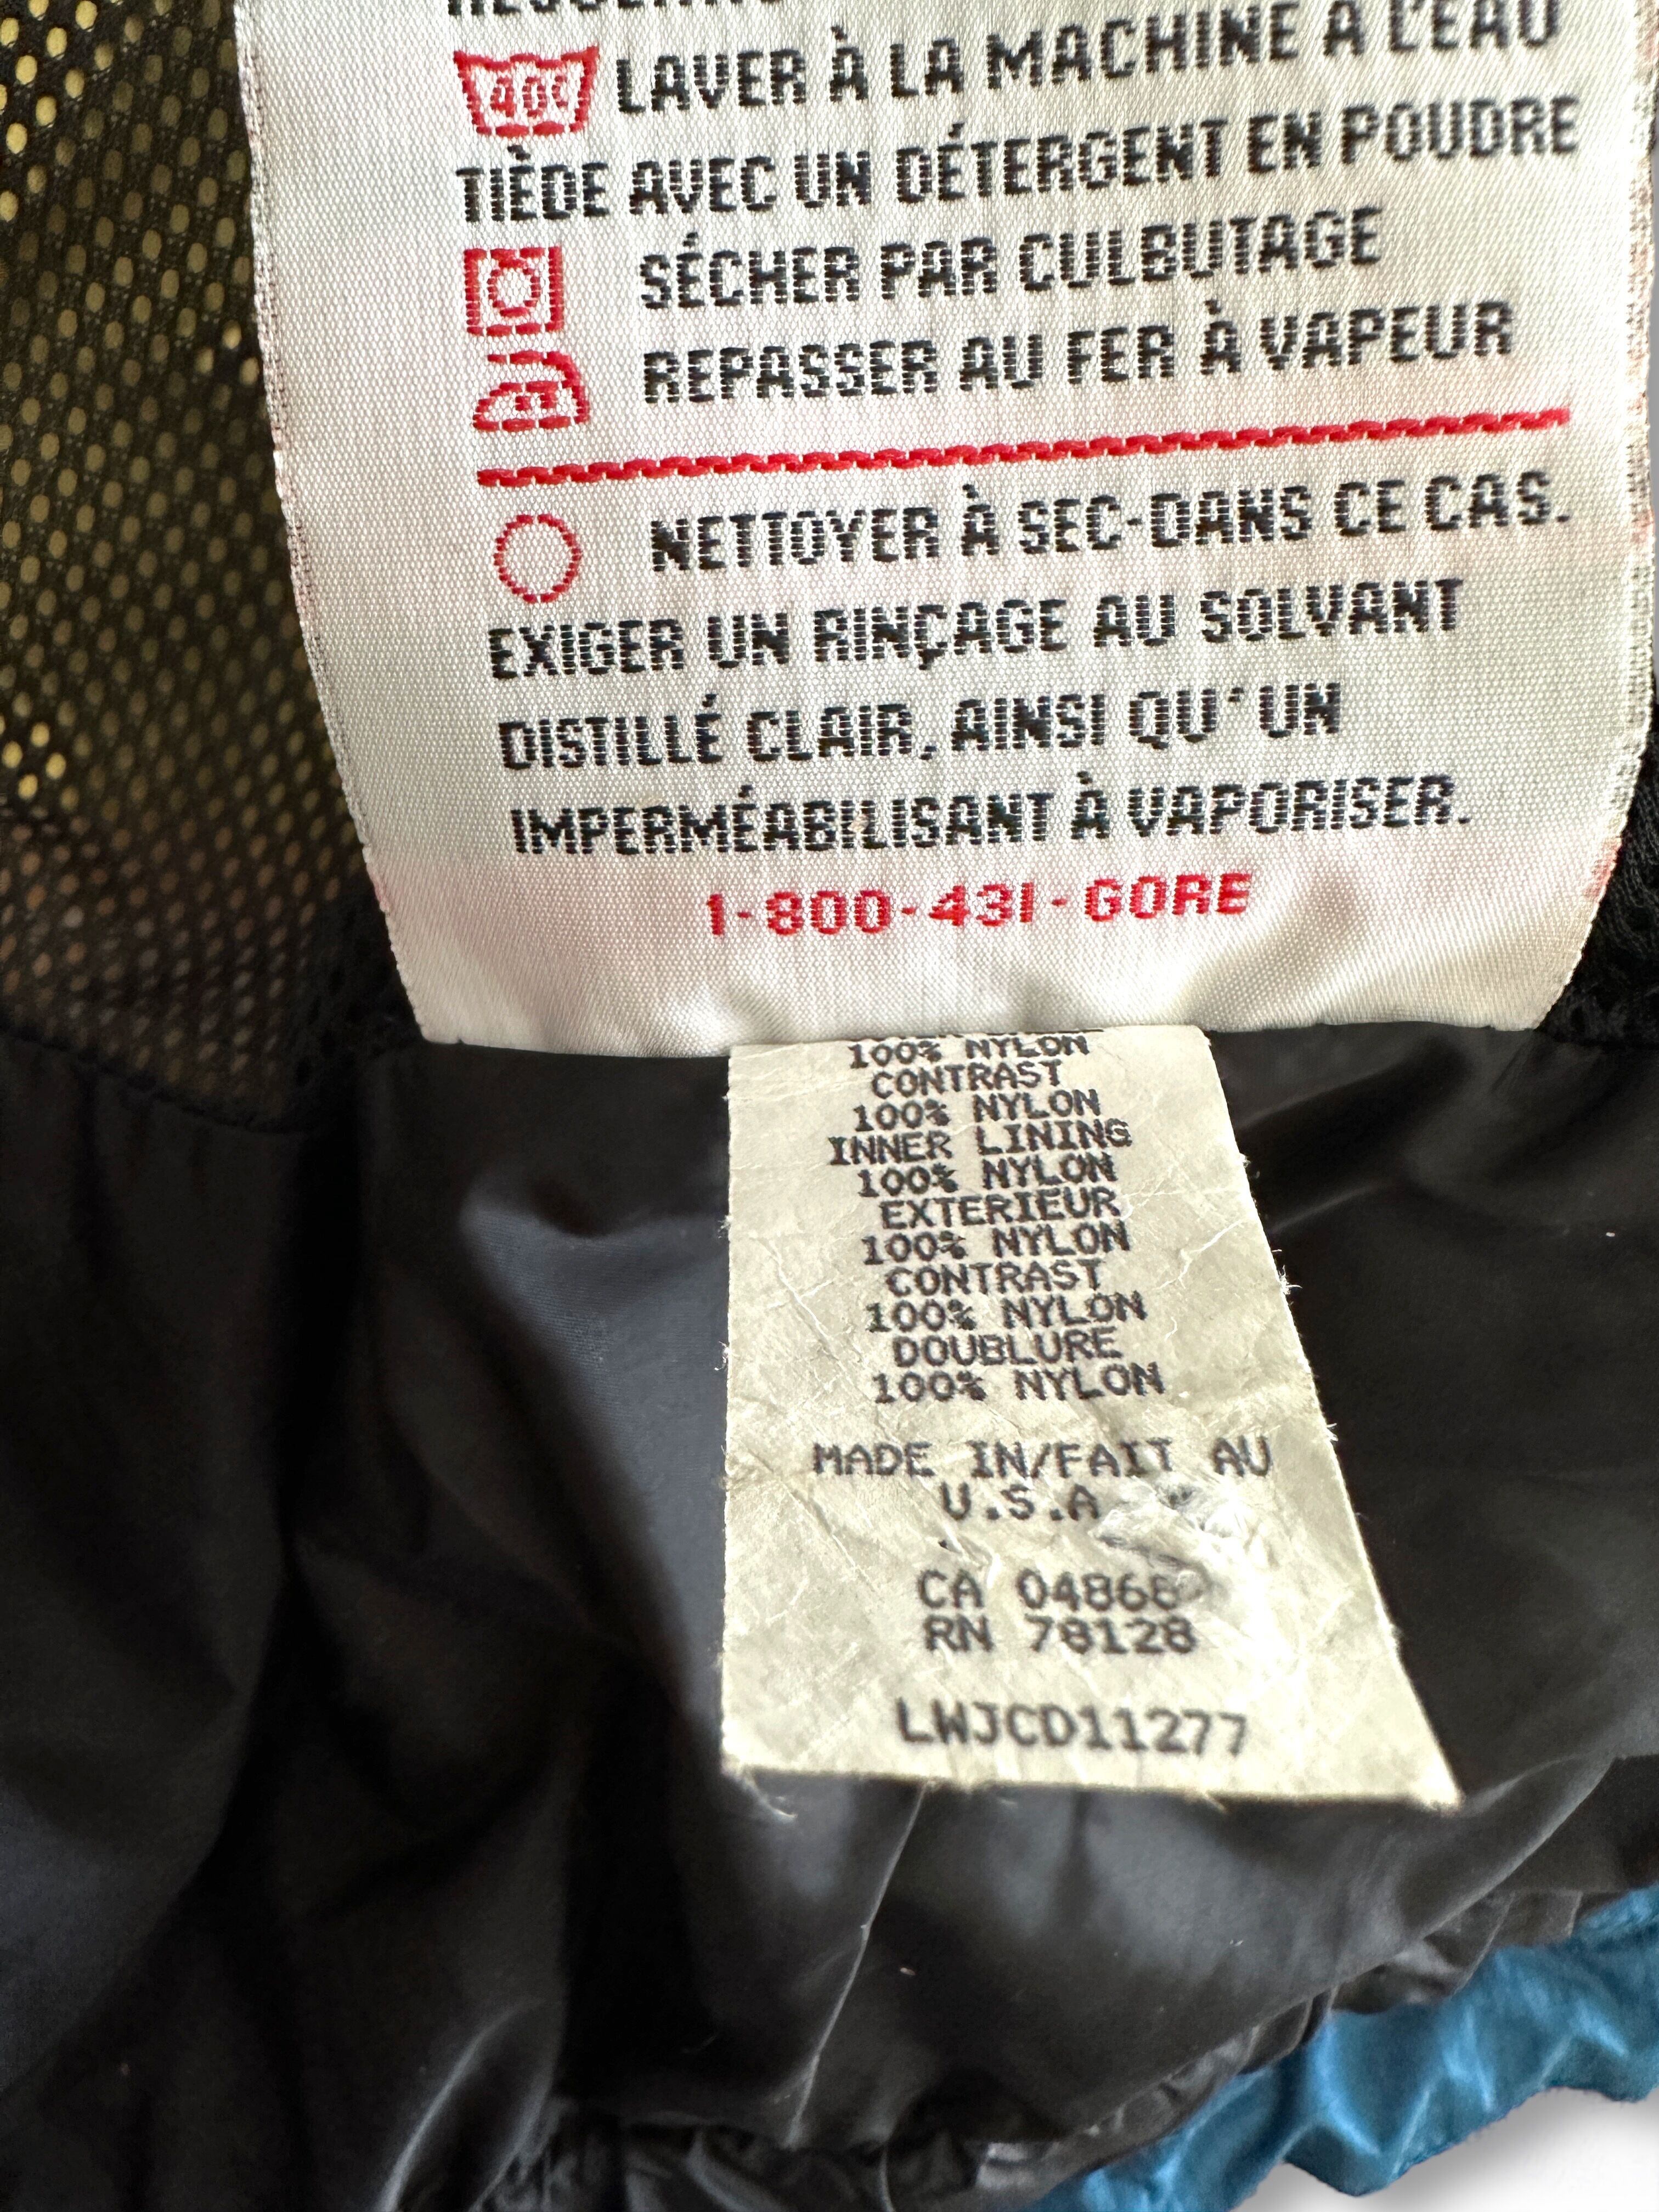 40C LAVER À LA MACHINE A L'EAU
TIÈDE AVEC UN DÉTERGENT EN POUDRE
SÉCHER PAR CULBUTAGE
REPASSER AU FER À VAPEUR
NETTOYER À SEC-DANS CE CAS.
EXIGER UN RINÇAGE AU SOLVANT
DISTILLÉ CLAIR, AINSI QU'UN
IMPERMÉABILISANT À VAPORISER.
1-800-431-GORE
100% NYLON
CONTRAST
100% NYLON
INNER LINING
100% NYLON
EXTERIEUR
100% NYLON
CONTRAST
100% NYLON
DOUBLURE
100% NYLON
MADE IN/FAIT AU
U.S.A
CA
RN 78128
LWJCD11277